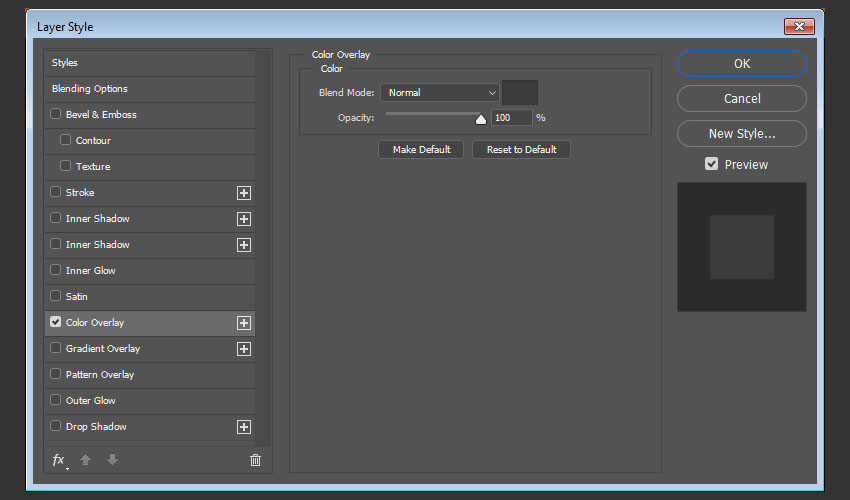 Layer Style
Styles
Blending Options
Bevel & Emboss
Contour
Texture
Stroke
Inner Shadow
Inner Shadow
Inner Glow
Satin
Color Overlay
Gradient Overlay
Pattern Overlay
Outer Glow
Drop Shadow
fx
Color Overlay
Color
Blend Mode: Normal
Opacity: 100 %
Make Default Reset to Default
OK
Cancel
New Style...
Preview